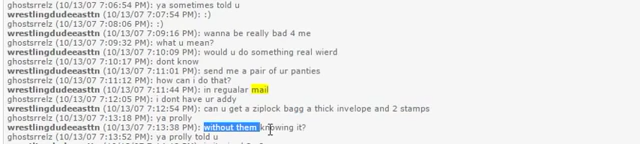 ghostsrrelz (10/13/07 7:06:54 PM): ya sometimes told u
wrestlingdudeeasttn (10/13/07 7:07:54 PM): :)
ghostsrrelz (10/13/07 7:08:06 PM): :)
wrestlingdudeeasttn (10/13/07 7:09:16 PM): wanna be really bad 4 me
ghostsrrelz (10/13/07 7:09:32 PM): what u mean?
wrestlingdudeeasttn (10/13/07 7:10:09 PM): would u do something real wierd
ghostsrrelz (10/13/07 7:10:17 PM): dont know
wrestlingdudeeasttn (10/13/07 7:11:01 PM): send me a pair of ur panties
ghostsrrelz (10/13/07 7:11:12 PM): how can i do that?
wrestlingdudeeasttn (10/13/07 7:11:44 PM): in regualar mail
ghostsrrelz (10/13/07 7:12:05 PM): i dont have ur addy
wrestlingdudeeasttn (10/13/07 7:12:54 PM): can u get a ziplock bagg a thick invelope and 2 stamps
ghostsrrelz (10/13/07 7:13:18 PM): ya prolly
wrestlingdudeeasttn (10/13/07 7:13:38 PM): without them knowing it?
ghostsrrelz (10/13/07 7:13:52 PM): ya prolly told u